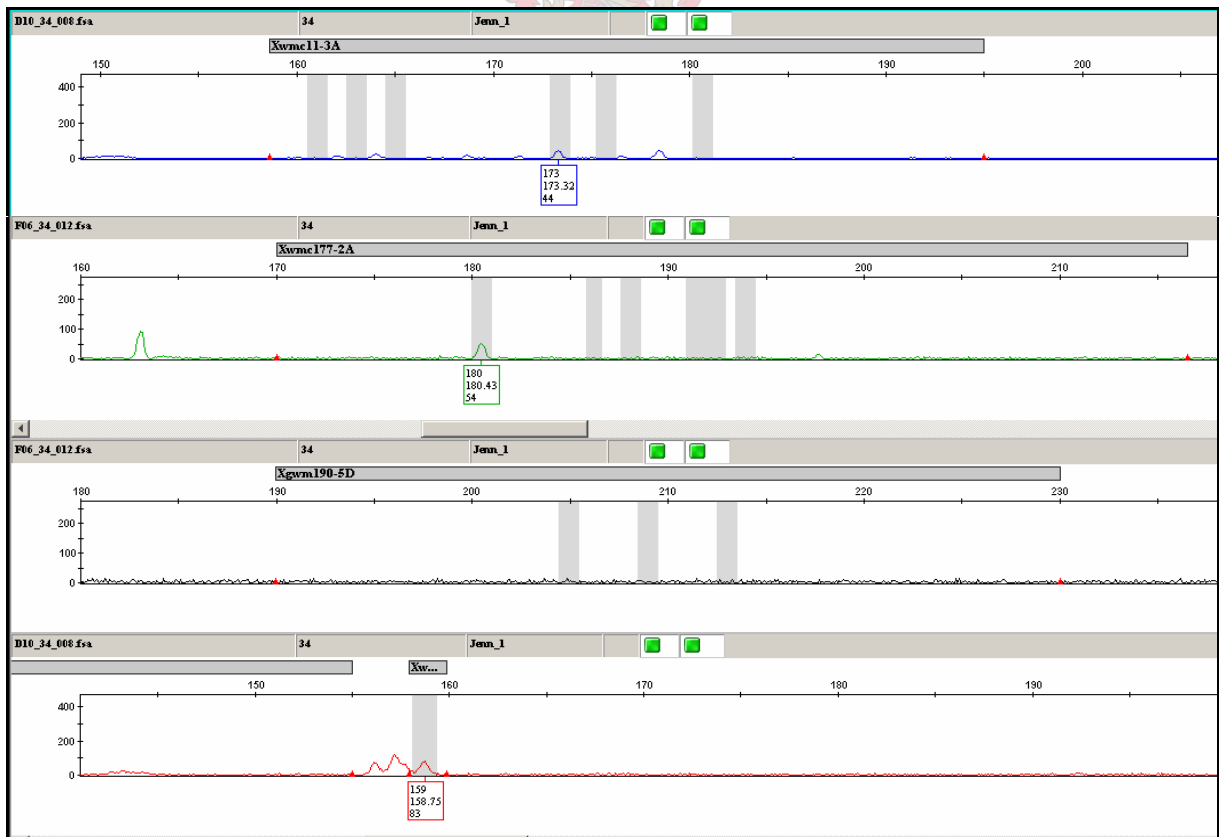 D10_34_008.fsa 34 Jenn_1
Xwmc11-3A
150 160 170 180 190 200
400
200
0
173
173.32
44
F06_34_012.fsa 34 Jenn_1
Xwmc177-2A
160 170 180 190 200 210
200
100
0
180
180.43
54
F06_34_012.fsa 34 Jenn_1
Xgwm190-5D
180 190 200 210 220 230
200
100
0
D10_34_008.fsa 34 Jenn_1
Xw...
150 160 170 180 190
400
200
0
159
158.75
83